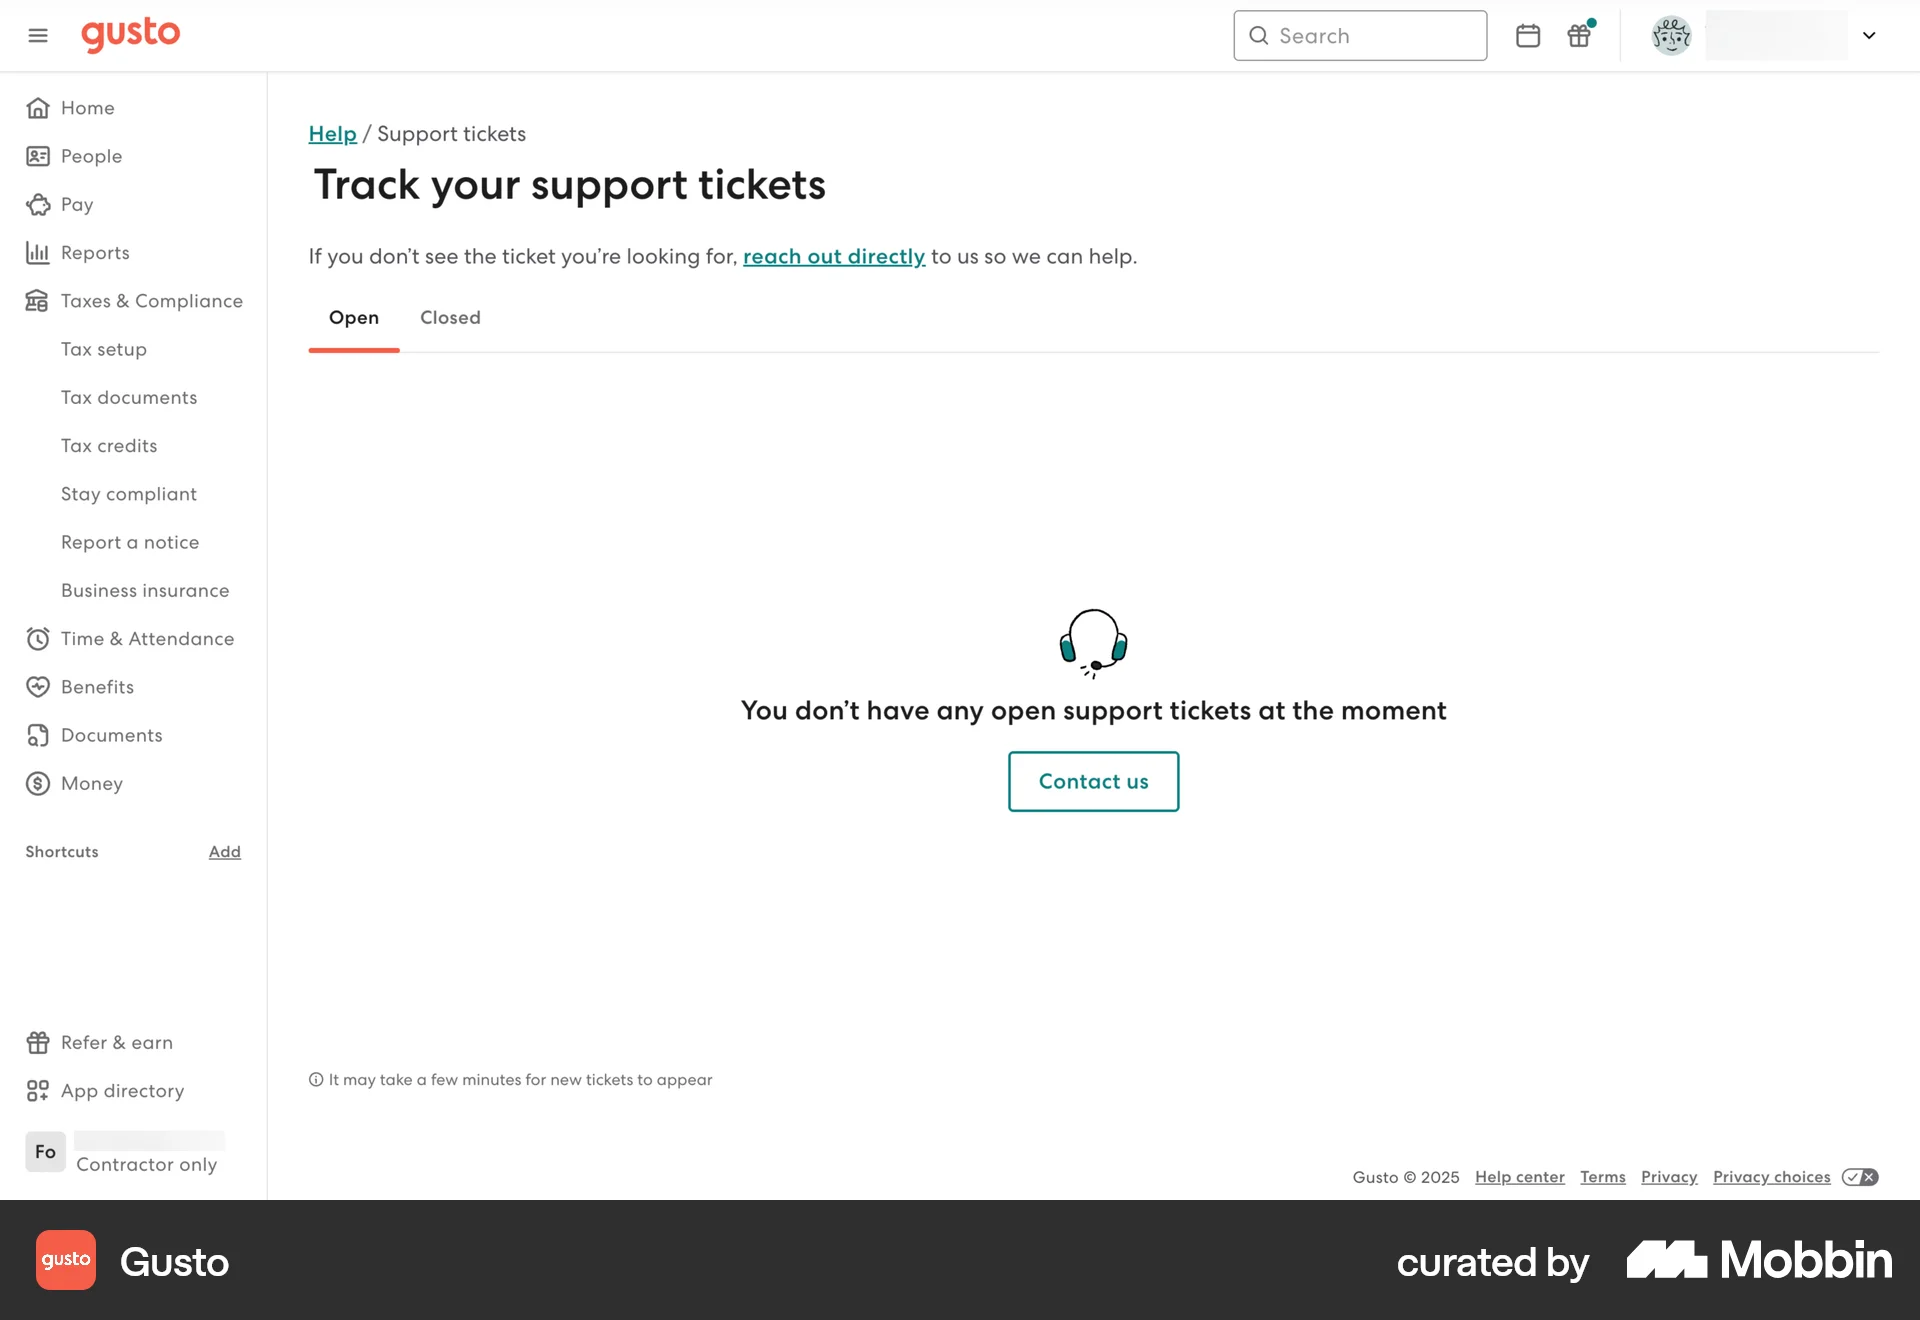 gusto
Search
Home
People
Pay
Reports
Taxes & Compliance
Tax setup
Tax documents
Tax credits
Stay compliant
Report a notice
Business insurance
Time & Attendance
Benefits
Documents
Money
Shortcuts
Add
Refer & earn
App directory
Fo
Contractor only
Help / Support tickets
Track your support tickets
If you don’t see the ticket you’re looking for, reach out directly to us so we can help.
Open
Closed
You don’t have any open support tickets at the moment
Contact us
It may take a few minutes for new tickets to appear
Gusto © 2025
Help center
Terms
Privacy
Privacy choices
gusto
Gusto
curated by
Mobbin